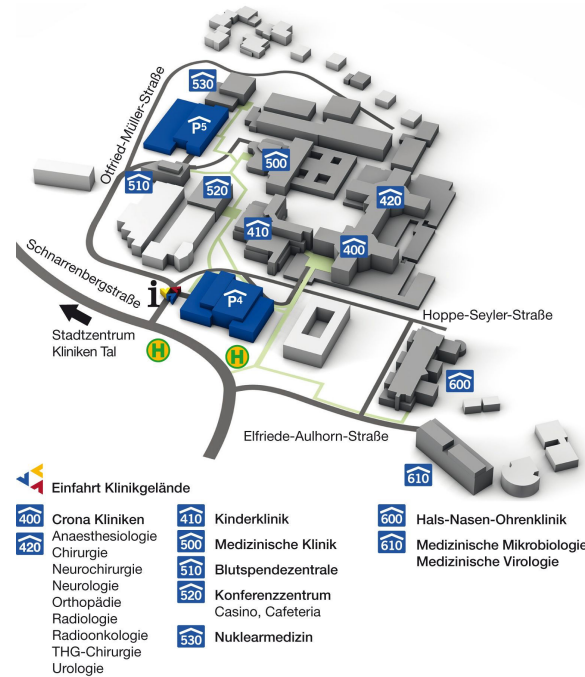 530
Otfried-Müller-Straße
P5
500
510
520
420
410
400
Schnarrenbergstraße
i
P4
Hoppe-Seyler-Straße
Stadtzentrum
Kliniken Tal
H
H
600
Elfriede-Aulhorn-Straße
610
Einfahrt Klinikgelände
400 Crona Kliniken
420 Anaesthesiologie
Chirurgie
Neurochirurgie
Neurologie
Orthopädie
Radiologie
Radioonkologie
THG-Chirurgie
Urologie
410 Kinderklinik
500 Medizinische Klinik
510 Blutspendezentrale
520 Konferenzzentrum
Casino, Cafeteria
530 Nuklearmedizin
600 Hals-Nasen-Ohrenklinik
610 Medizinische Mikrobiologie
Medizinische Virologie